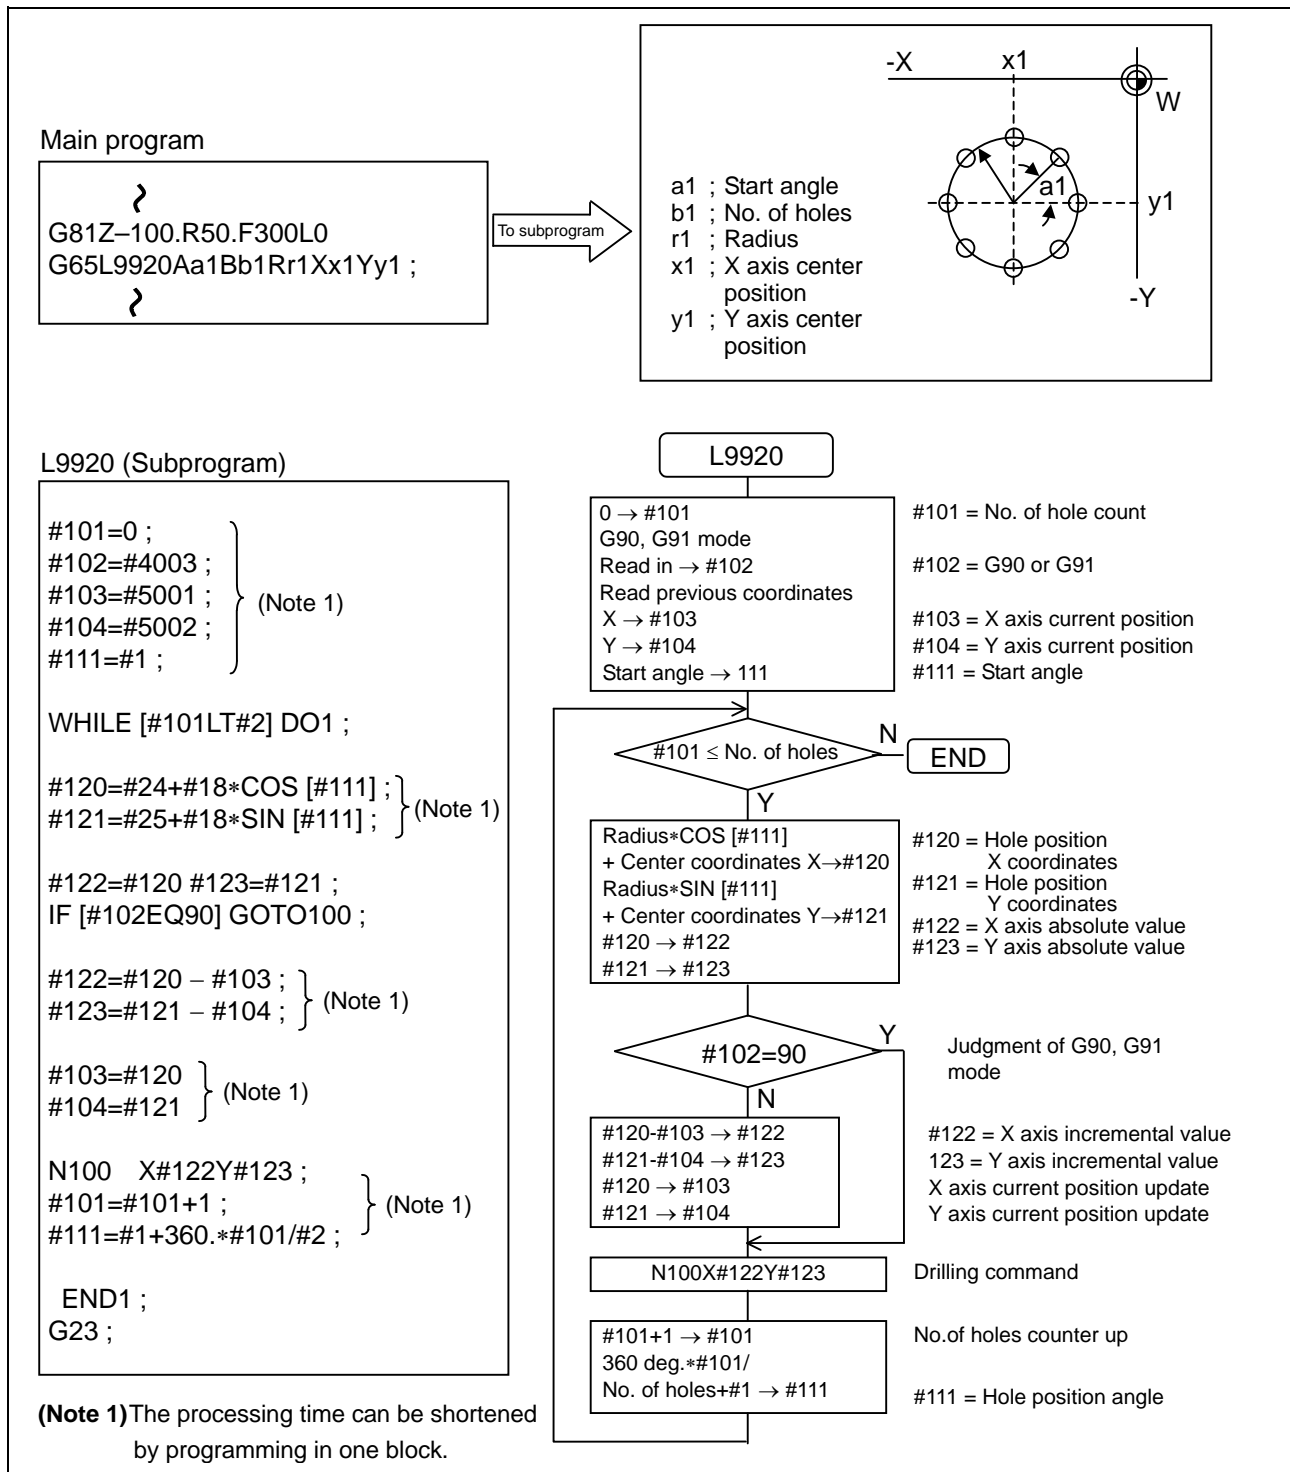 Main program
G81Z–100.R50.F300L0
G65L9920Aa1Bb1Rr1Xx1Yy1 ;
To subprogram
a1 ; Start angle
b1 ; No. of holes
r1 ; Radius
x1 ; X axis center
position
y1 ; Y axis center
position
-X
x1
W
a1
y1
-Y
L9920 (Subprogram)
#101=0 ;
#102=#4003 ;
#103=#5001 ;
#104=#5002 ;
#111=#1 ;
(Note 1)
WHILE [#101LT#2] DO1 ;
#120=#24+#18∗COS [#111] ;
#121=#25+#18∗SIN [#111] ;
(Note 1)
#122=#120 #123=#121 ;
IF [#102EQ90] GOTO100 ;
#122=#120 – #103 ;
#123=#121 – #104 ;
(Note 1)
#103=#120
#104=#121
(Note 1)
N100 X#122Y#123 ;
#101=#101+1 ;
#111=#1+360.∗#101/#2 ;
(Note 1)
END1 ;
G23 ;
(Note 1) The processing time can be shortened
by programming in one block.
L9920
0 → #101
G90, G91 mode
Read in → #102
Read previous coordinates
X → #103
Y → #104
Start angle → 111
#101 = No. of hole count
#102 = G90 or G91
#103 = X axis current position
#104 = Y axis current position
#111 = Start angle
#101 ≤ No. of holes
N
END
Y
Radius∗COS [#111]
+ Center coordinates X→#120
Radius∗SIN [#111]
+ Center coordinates Y→#121
#120 → #122
#121 → #123
#120 = Hole position
X coordinates
#121 = Hole position
Y coordinates
#122 = X axis absolute value
#123 = Y axis absolute value
#102=90
Y
N
Judgment of G90, G91
mode
#120-#103 → #122
#121-#104 → #123
#120 → #103
#121 → #104
#122 = X axis incremental value
123 = Y axis incremental value
X axis current position update
Y axis current position update
N100X#122Y#123
Drilling command
#101+1 → #101
360 deg.∗#101/
No. of holes+#1 → #111
No.of holes counter up
#111 = Hole position angle